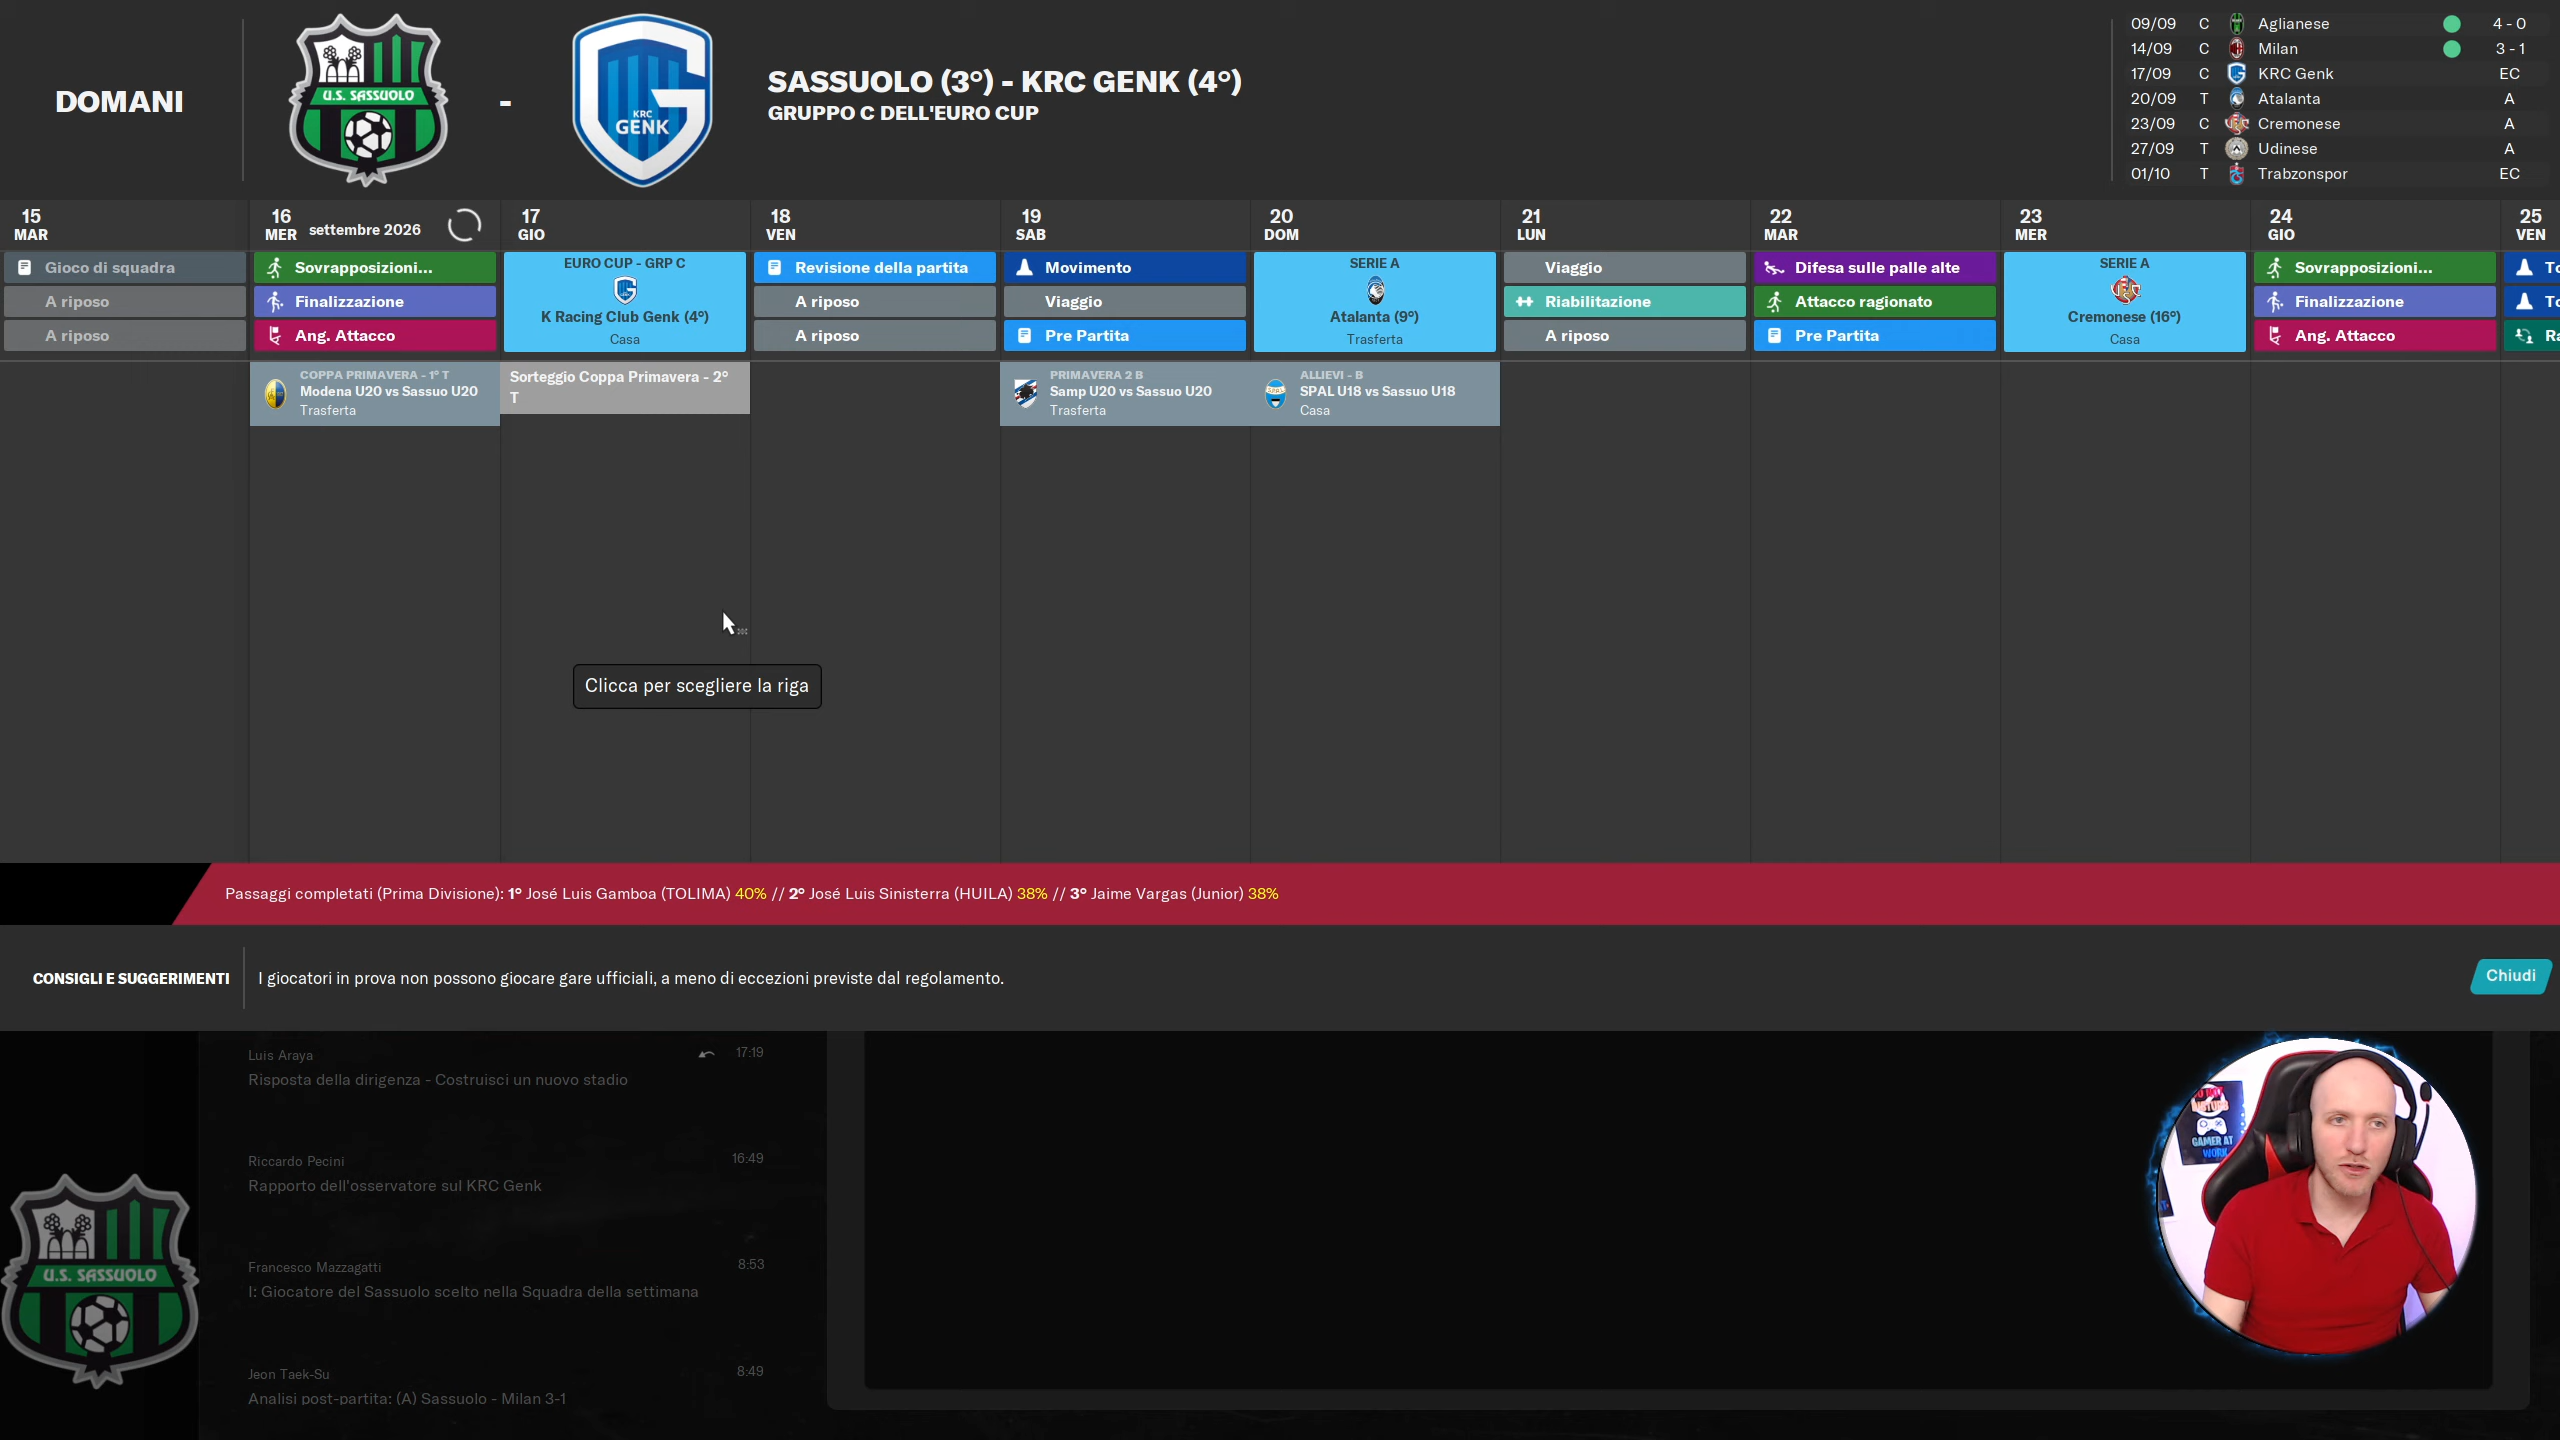 DOMANI
U.S. SASSUOLO
-
KRC
GENK
SASSUOLO (3°) - KRC GENK (4°)
GRUPPO C DELL'EURO CUP
09/09 C Aglianese 4 - 0
14/09 C Milan 3 - 1
17/09 C KRC Genk EC
20/09 T Atalanta A
23/09 C Cremonese A
27/09 T Udinese A
01/10 T Trabzonspor EC
15 MAR
16 MER settembre 2026
17 GIO
18 VEN
19 SAB
20 DOM
21 LUN
22 MAR
23 MER
24 GIO
25 VEN
Gioco di squadra
A riposo
A riposo
Sovrapposizioni...
Finalizzazione
Ang. Attacco
EURO CUP - GRP C
K Racing Club Genk (4°)
Casa
Revisione della partita
A riposo
A riposo
Movimento
Viaggio
Pre Partita
SERIE A
Atalanta (9°)
Trasferta
Viaggio
Riabilitazione
A riposo
Difesa sulle palle alte
Attacco ragionato
Pre Partita
SERIE A
Cremonese (16°)
Casa
Sovrapposizioni...
Finalizzazione
Ang. Attacco
To
To
Ra
COPPA PRIMAVERA - 1° T
Modena U20 vs Sassuo U20
Trasferta
Sorteggio Coppa Primavera - 2°
T
PRIMAVERA 2 B
Samp U20 vs Sassuo U20
Trasferta
ALLIEVI - B
SPAL U18 vs Sassuo U18
Casa
Clicca per scegliere la riga
Passaggi completati (Prima Divisione): 1° José Luis Gamboa (TOLIMA) 40% // 2° José Luis Sinisterra (HUILA) 38% // 3° Jaime Vargas (Junior) 38%
CONSIGLI E SUGGERIMENTI
I giocatori in prova non possono giocare gare ufficiali, a meno di eccezioni previste dal regolamento.
Chiudi
Luis Araya 17:19
Risposta della dirigenza - Costruisci un nuovo stadio
Riccardo Pecini 16:49
Rapporto dell'osservatore sul KRC Genk
Francesco Mazzagatti 8:53
I: Giocatore del Sassuolo scelto nella Squadra della settimana
Jeon Taek-Su 8:49
Analisi post-partita: (A) Sassuolo - Milan 3-1
U.S. SASSUOLO
GAMER AT
WORK